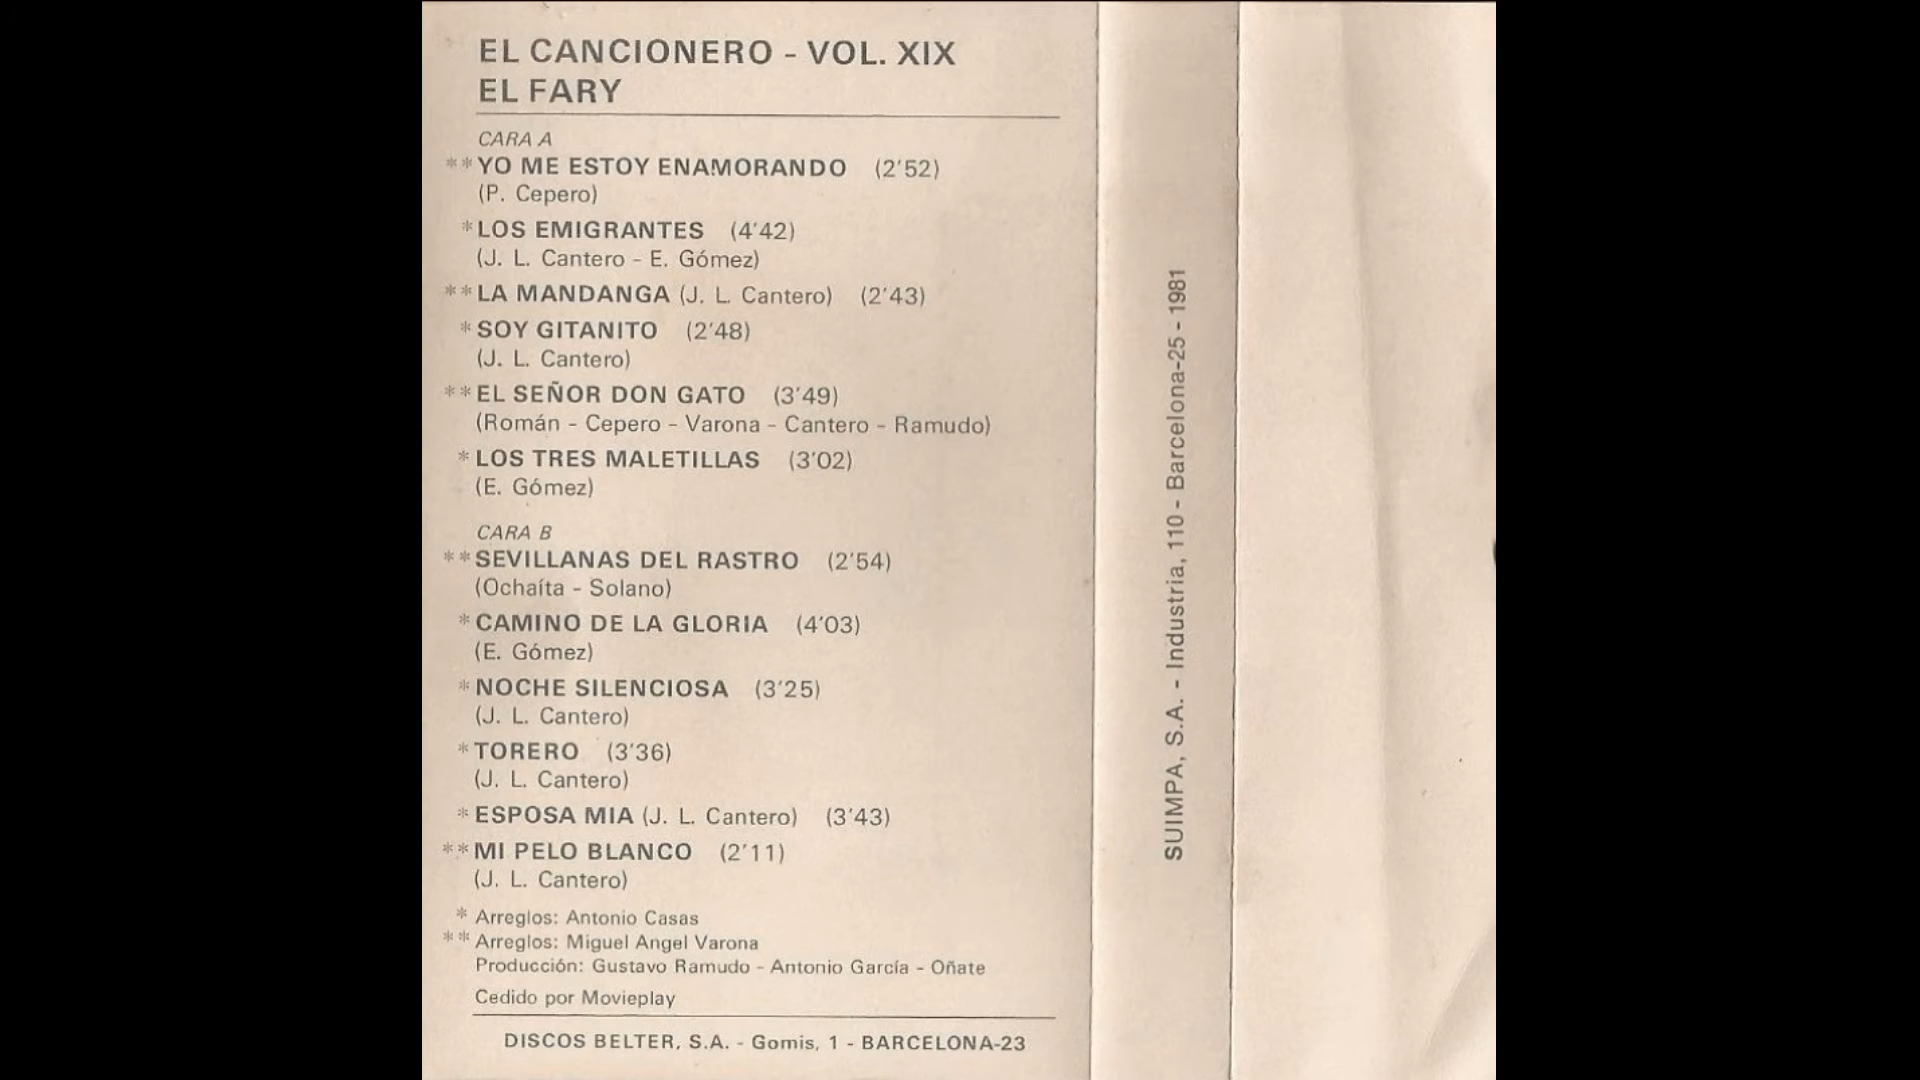 EL CANCIONERO - VOL. XIX
EL FARY
CARA A
**YO ME ESTOY ENAMORANDO (2'52)
(P. Cepero)
*LOS EMIGRANTES (4'42)
(J. L. Cantero - E. Gómez)
**LA MANDANGA (J. L. Cantero) (2'43)
*SOY GITANITO (2'48)
(J. L. Cantero)
**EL SEÑOR DON GATO (3'49)
(Román - Cepero - Varona - Cantero - Ramudo)
*LOS TRES MALETILLAS (3'02)
(E. Gómez)
CARA B
**SEVILLANAS DEL RASTRO (2'54)
(Ochaíta - Solano)
*CAMINO DE LA GLORIA (4'03)
(E. Gómez)
*NOCHE SILENCIOSA (3'25)
(J. L. Cantero)
*TORERO (3'36)
(J. L. Cantero)
*ESPOSA MIA (J. L. Cantero) (3'43)
**MI PELO BLANCO (2'11)
(J. L. Cantero)
* Arreglos: Antonio Casas
** Arreglos: Miguel Angel Varona
Producción: Gustavo Ramudo - Antonio García - Oñate
Cedido por Movieplay
DISCOS BELTER, S.A. - Gomis, 1 - BARCELONA-23
SUIMPA, S.A. - Industria, 110 - Barcelona-25 - 1981